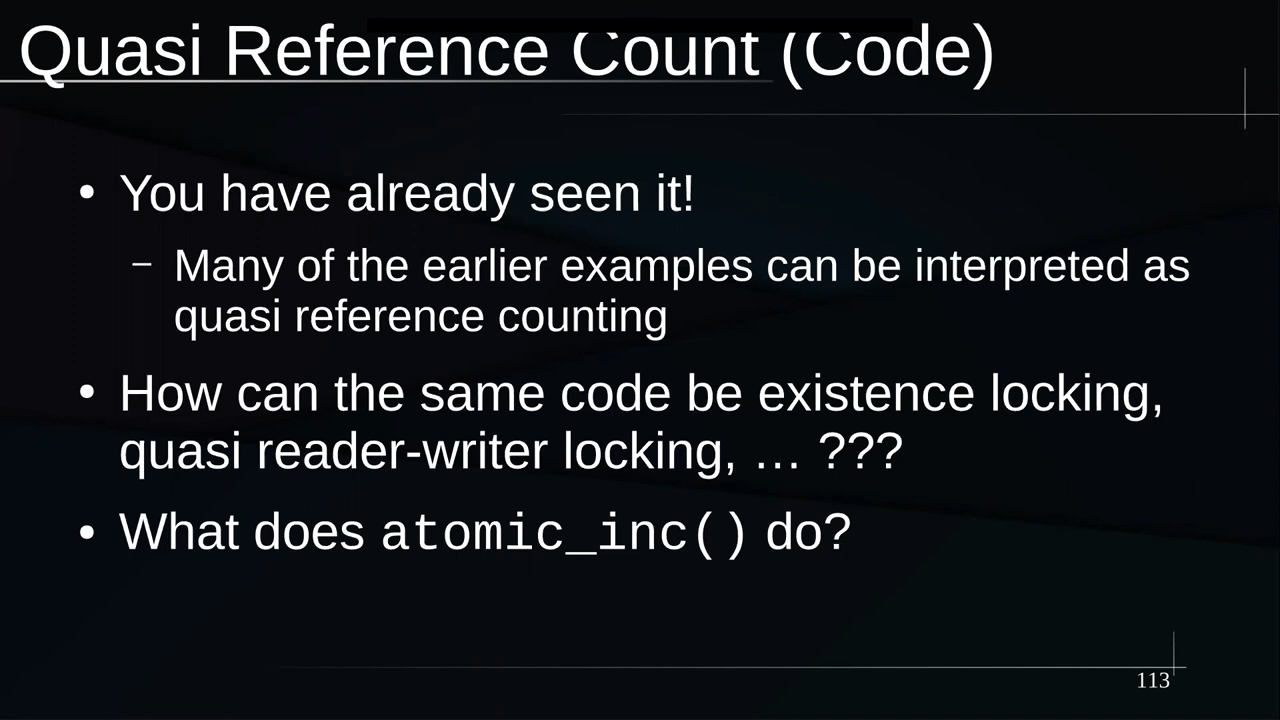 Quasi Reference Count (Code)
• You have already seen it!
– Many of the earlier examples can be interpreted as
quasi reference counting
• How can the same code be existence locking,
quasi reader-writer locking, … ???
• What does atomic_inc() do?
113